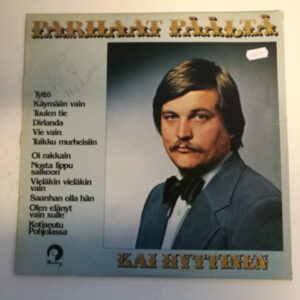 PARHAAT PÄÄLTÄ
Tyttö
Käymään vain
Tuulen tie
Dirlanda
Vie vain
Tuikku murheisiin
Oi rakkain
Nosta lippu
salkoon
Vieläkin vieläkin
vain
Saanhan olla hän
Olen elänyt
vain sulle
Kotiseutu
Pohjolassa
KAI HYTTINEN